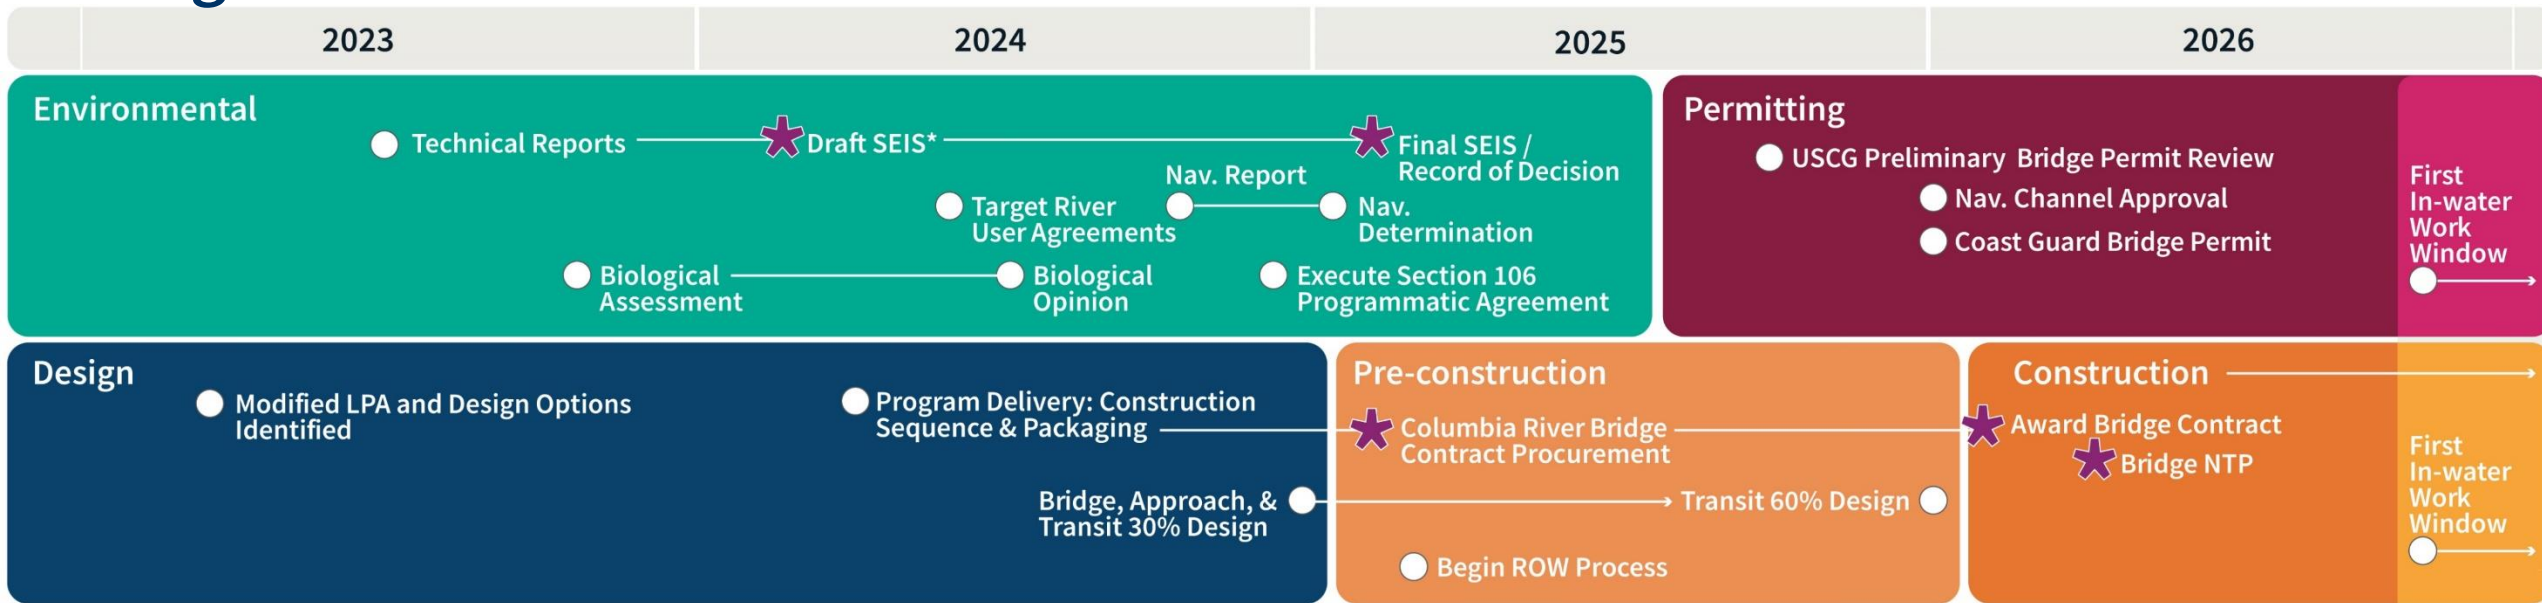 2023
2024
2025
2026
Environmental
Technical Reports
Draft SEIS*
Final SEIS /
Record of Decision
Nav. Report
Target River
User Agreements
Nav.
Determination
Biological
Assessment
Biological
Opinion
Execute Section 106
Programmatic Agreement
Permitting
USCG Preliminary Bridge Permit Review
Nav. Channel Approval
Coast Guard Bridge Permit
First
In-water
Work
Window
Design
Modified LPA and Design Options
Identified
Program Delivery: Construction
Sequence & Packaging
Bridge, Approach, &
Transit 30% Design
Pre-construction
Columbia River Bridge
Contract Procurement
Transit 60% Design
Begin ROW Process
Construction
Award Bridge Contract
Bridge NTP
First
In-water
Work
Window